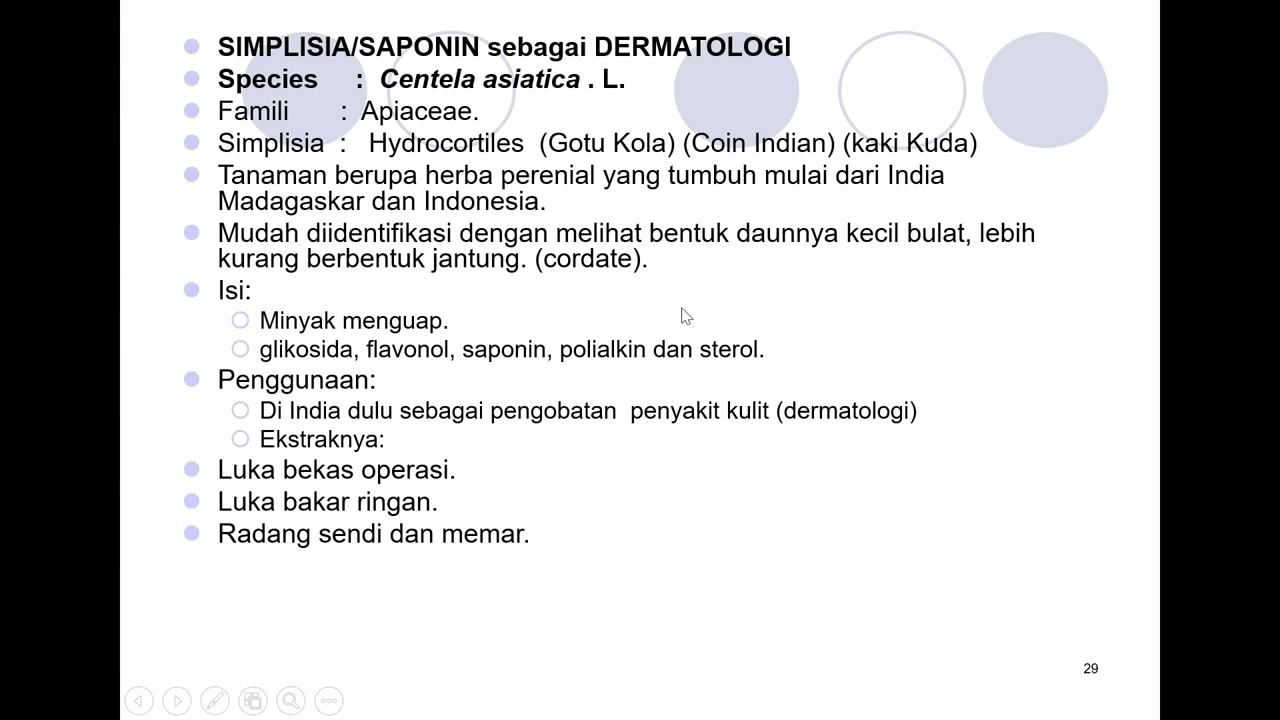 SIMPLISIA/SAPONIN sebagai DERMATOLOGI
Species : Centela asiatica . L.
Famili : Apiaceae.
Simplisia : Hydrocortiles (Gotu Kola) (Coin Indian) (kaki Kuda)
Tanaman berupa herba perenial yang tumbuh mulai dari India
Madagaskar dan Indonesia.
Mudah diidentifikasi dengan melihat bentuk daunnya kecil bulat, lebih
kurang berbentuk jantung. (cordate).
Isi:
Minyak menguap.
glikosida, flavonol, saponin, polialkin dan sterol.
Penggunaan:
Di India dulu sebagai pengobatan penyakit kulit (dermatologi)
Ekstraknya:
Luka bekas operasi.
Luka bakar ringan.
Radang sendi dan memar.
29